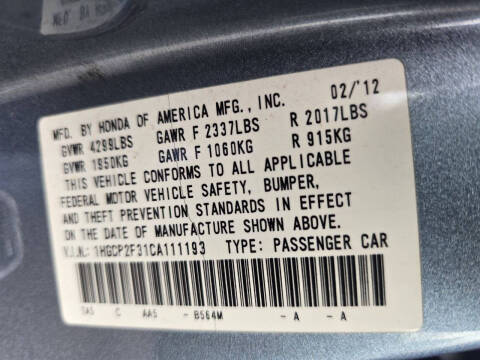 MFD. BY HONDA OF AMERICA MFG., INC. 02/'12
GVWR 4299LBS GAWR F 2337LBS R 2017LBS
GVWR 1950KG GAWR F 1060KG R 915KG
THIS VEHICLE CONFORMS TO ALL APPLICABLE
FEDERAL MOTOR VEHICLE SAFETY, BUMPER,
AND THEFT PREVENTION STANDARDS IN EFFECT
ON THE DATE OF MANUFACTURE SHOWN ABOVE.
V.I.N.: 1HGCP2F31CA111193 TYPE: PASSENGER CAR
0A5 C AA5 - B564M - A - A